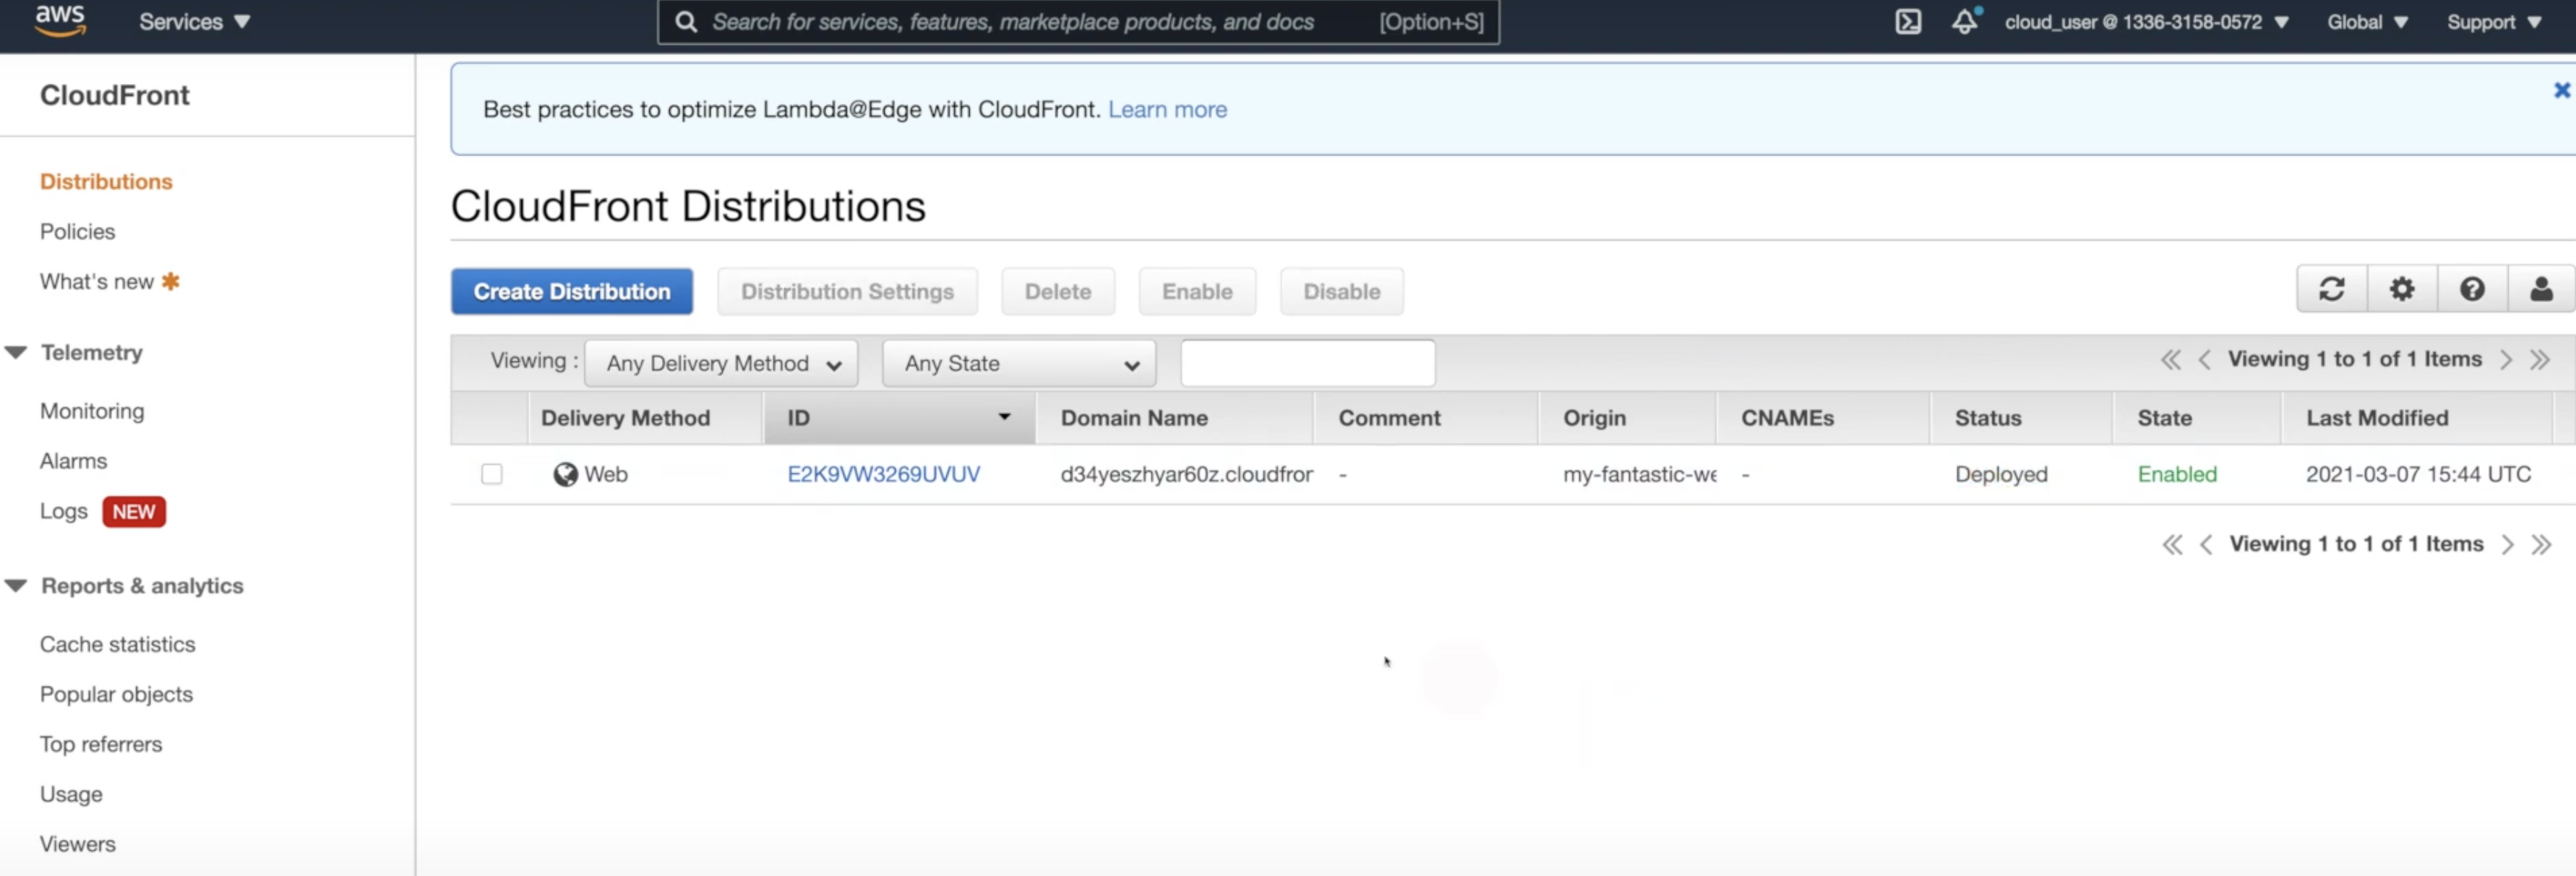 aws Services Search for services, features, marketplace products, and docs [Option+S] cloud_user @ 1336-3158-0572 Global Support
CloudFront
Distributions
Policies
What's new
Telemetry
Monitoring
Alarms
Logs NEW
Reports & analytics
Cache statistics
Popular objects
Top referrers
Usage
Viewers
Best practices to optimize Lambda@Edge with CloudFront. Learn more
CloudFront Distributions
Create Distribution Distribution Settings Delete Enable Disable
Viewing : Any Delivery Method Any State Viewing 1 to 1 of 1 Items
Delivery Method ID Domain Name Comment Origin CNAMEs Status State Last Modified
Web E2K9VW3269UVUV d34yeszhyar60z.cloudfror - my-fantastic-we - Deployed Enabled 2021-03-07 15:44 UTC
Viewing 1 to 1 of 1 Items